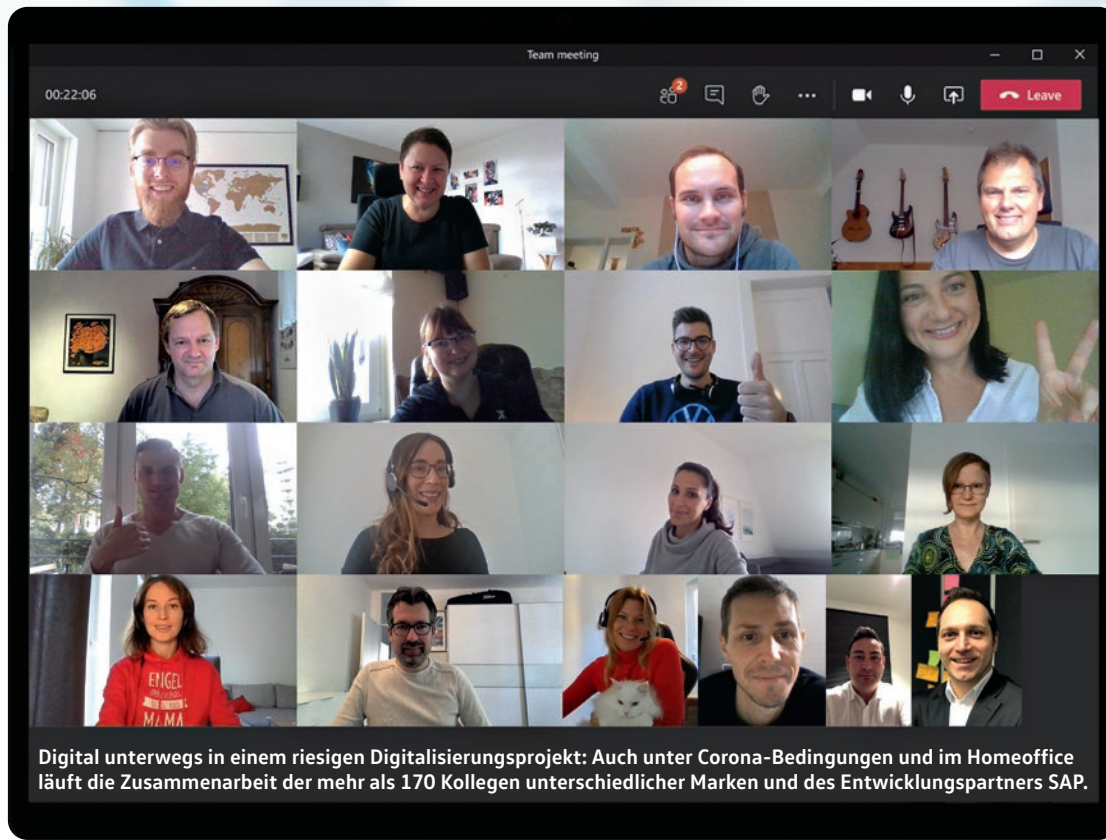 Team meeting
00:22:06
2
Leave
ENGEL
MAMA
Digital unterwegs in einem riesigen Digitalisierungsprojekt: Auch unter Corona-Bedingungen und im Homeoffice
läuft die Zusammenarbeit der mehr als 170 Kollegen unterschiedlicher Marken und des Entwicklungspartners SAP.